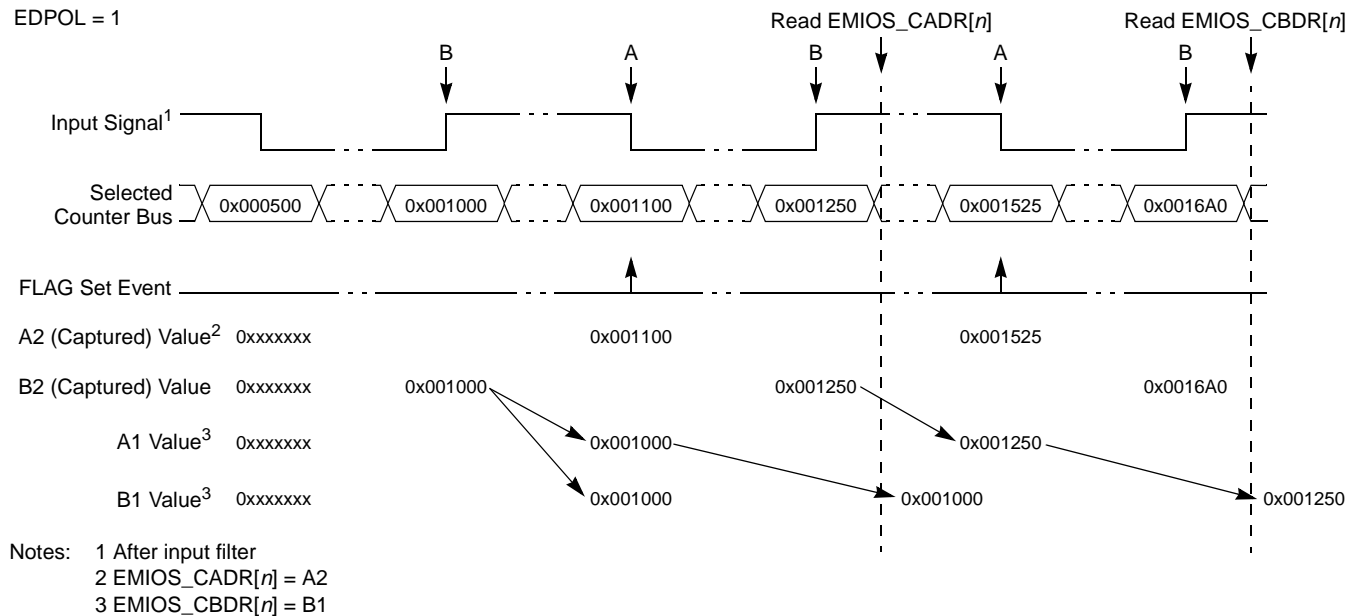 EDPOL = 1
Read EMIOS_CADR[n] Read EMIOS_CBDR[n]
B A B A B
Input Signal1
Selected
Counter Bus
0x000500 0x001000 0x001100 0x001250 0x001525 0x0016A0
FLAG Set Event
A2 (Captured) Value2 0xxxxxxx 0x001100 0x001525
B2 (Captured) Value 0xxxxxxx 0x001000 0x001250 0x0016A0
A1 Value3 0xxxxxxx 0x001000 0x001250
B1 Value3 0xxxxxxx 0x001000 0x001000 0x001250
Notes: 1 After input filter
2 EMIOS_CADR[n] = A2
3 EMIOS_CBDR[n] = B1